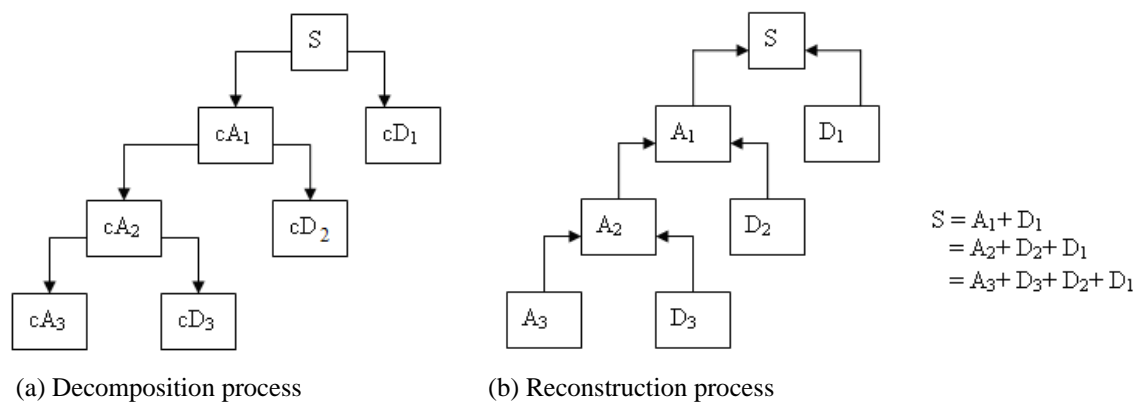 S
cA₁
cD₁
cA₂
cD₂
cA₃
cD₃
(a) Decomposition process
S
A₁
D₁
A₂
D₂
A₃
D₃
(b) Reconstruction process
S = A₁+ D₁
= A₂+ D₂+ D₁
= A₃+ D₃+ D₂+ D₁